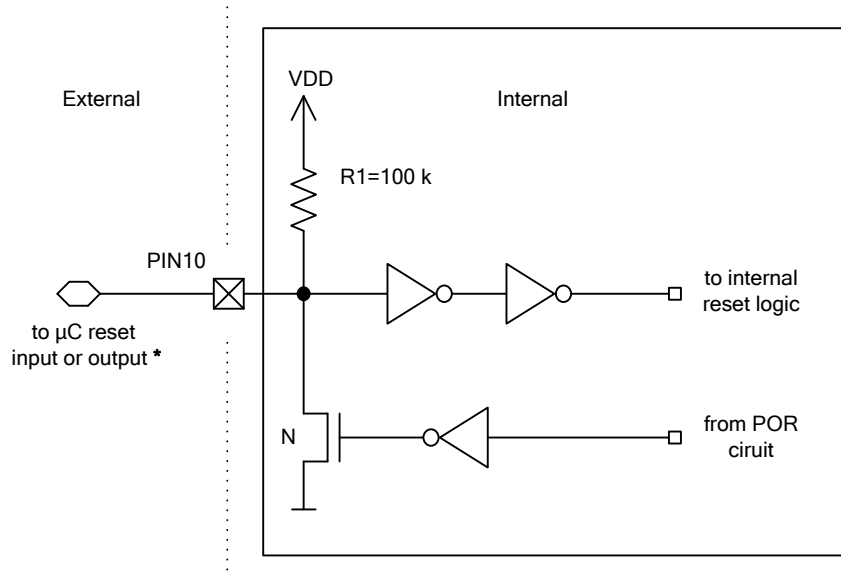 External
VDD
Internal
R1=100 k
PIN10
to µC reset
input or output *
to internal
reset logic
N
from POR
ciruit